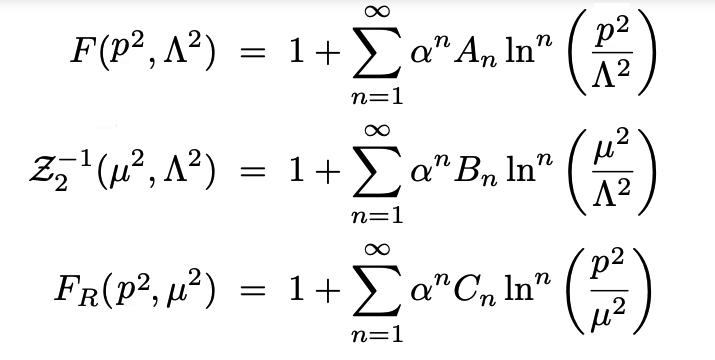 F(p², Λ²) = 1 + ∑_{n=1}^{∞} αⁿ Aₙ lnⁿ (p²/Λ²)
𝒵₂⁻¹(μ², Λ²) = 1 + ∑_{n=1}^{∞} αⁿ Bₙ lnⁿ (μ²/Λ²)
F_R(p², μ²) = 1 + ∑_{n=1}^{∞} αⁿ Cₙ lnⁿ (p²/μ²)